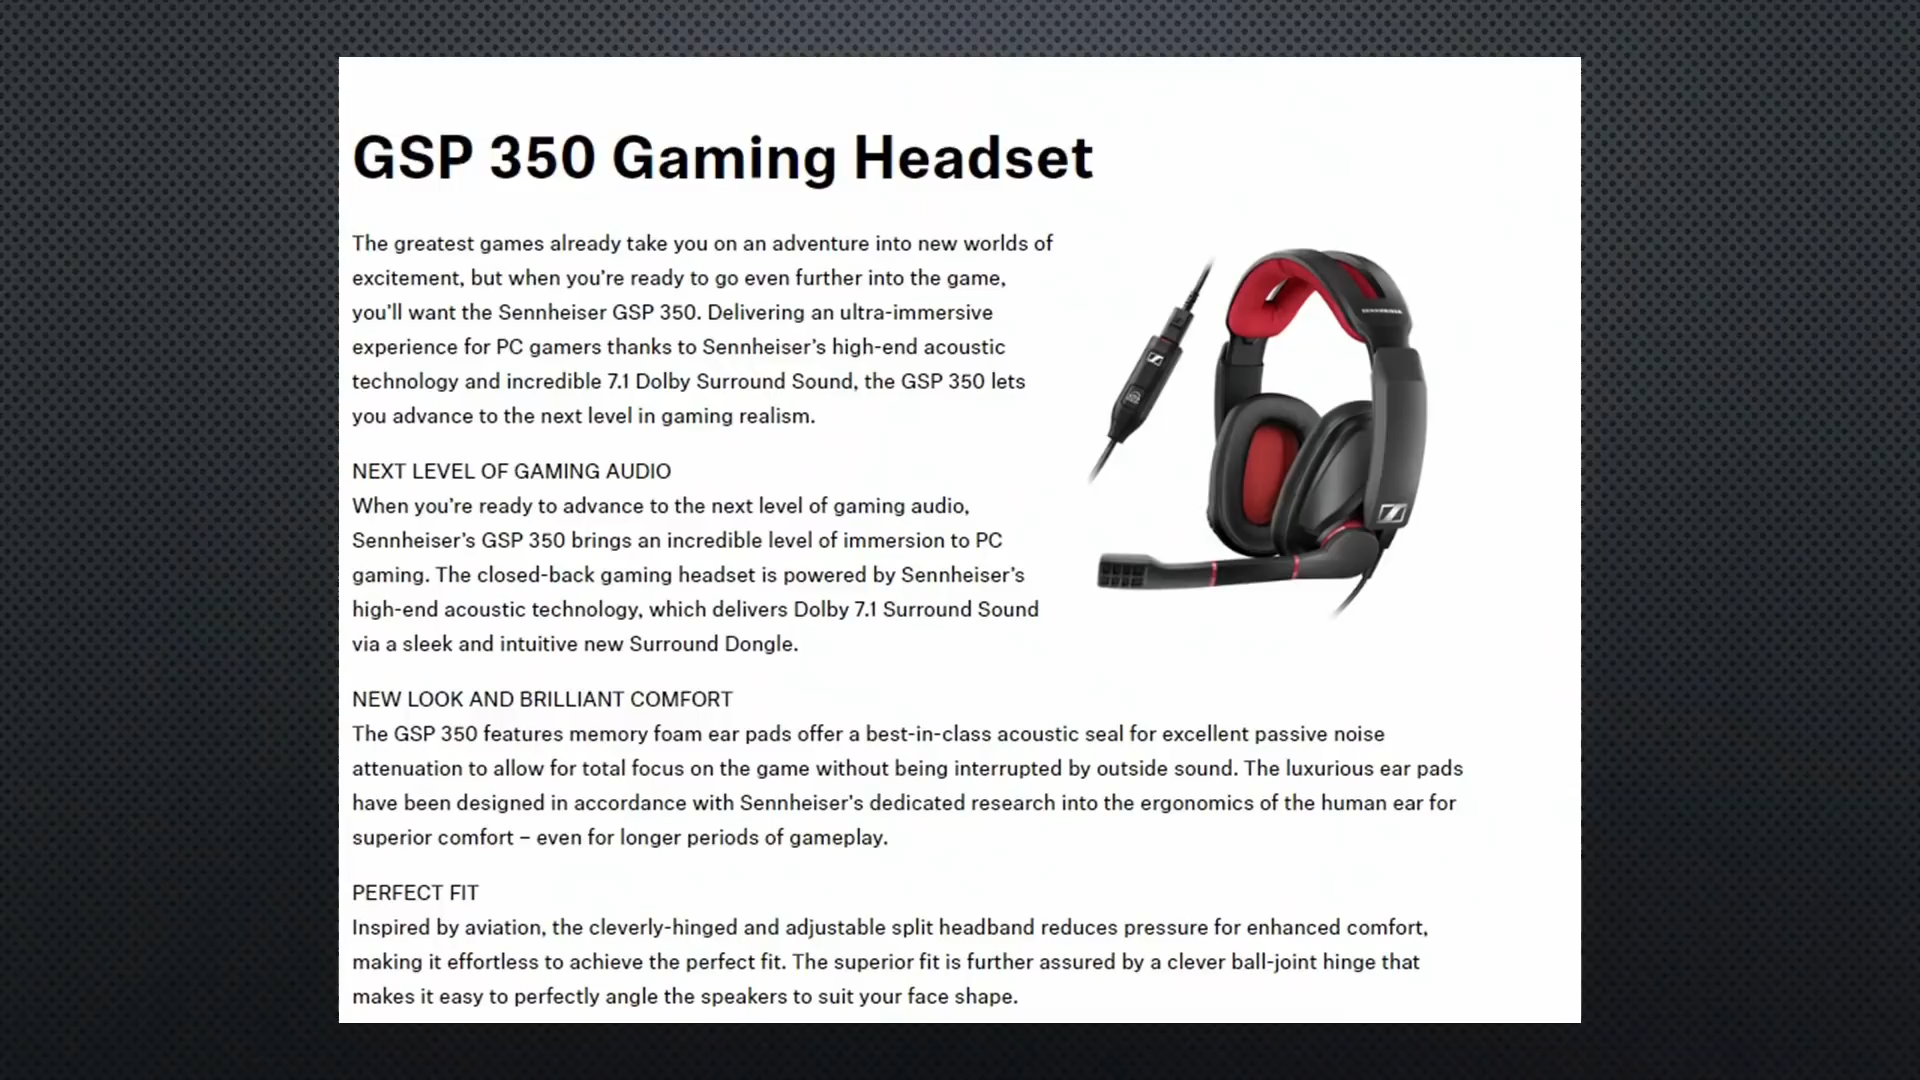 GSP 350 Gaming Headset
The greatest games already take you on an adventure into new worlds of
excitement, but when you’re ready to go even further into the game,
you’ll want the Sennheiser GSP 350. Delivering an ultra-immersive
experience for PC gamers thanks to Sennheiser’s high-end acoustic
technology and incredible 7.1 Dolby Surround Sound, the GSP 350 lets
you advance to the next level in gaming realism.
NEXT LEVEL OF GAMING AUDIO
When you’re ready to advance to the next level of gaming audio,
Sennheiser’s GSP 350 brings an incredible level of immersion to PC
gaming. The closed-back gaming headset is powered by Sennheiser’s
high-end acoustic technology, which delivers Dolby 7.1 Surround Sound
via a sleek and intuitive new Surround Dongle.
SENNHEISER
NEW LOOK AND BRILLIANT COMFORT
The GSP 350 features memory foam ear pads offer a best-in-class acoustic seal for excellent passive noise
attenuation to allow for total focus on the game without being interrupted by outside sound. The luxurious ear pads
have been designed in accordance with Sennheiser’s dedicated research into the ergonomics of the human ear for
superior comfort – even for longer periods of gameplay.
PERFECT FIT
Inspired by aviation, the cleverly-hinged and adjustable split headband reduces pressure for enhanced comfort,
making it effortless to achieve the perfect fit. The superior fit is further assured by a clever ball-joint hinge that
makes it easy to perfectly angle the speakers to suit your face shape.